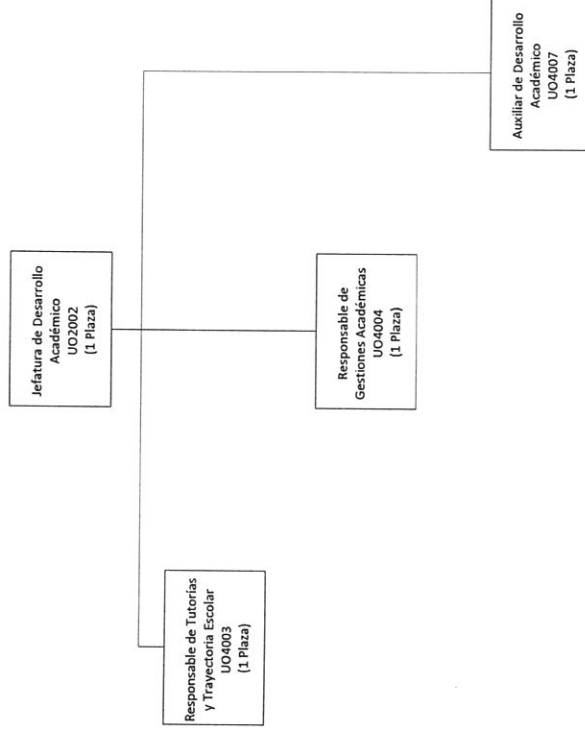 Jefatura de Desarrollo
Académico
UO2002
(1 Plaza)
Responsable de Tutorías
y Trayectoria Escolar
UO4003
(1 Plaza)
Responsable de
Gestiones Académicas
UO4004
(1 Plaza)
Auxiliar de Desarrollo
Académico
UO4007
(1 Plaza)